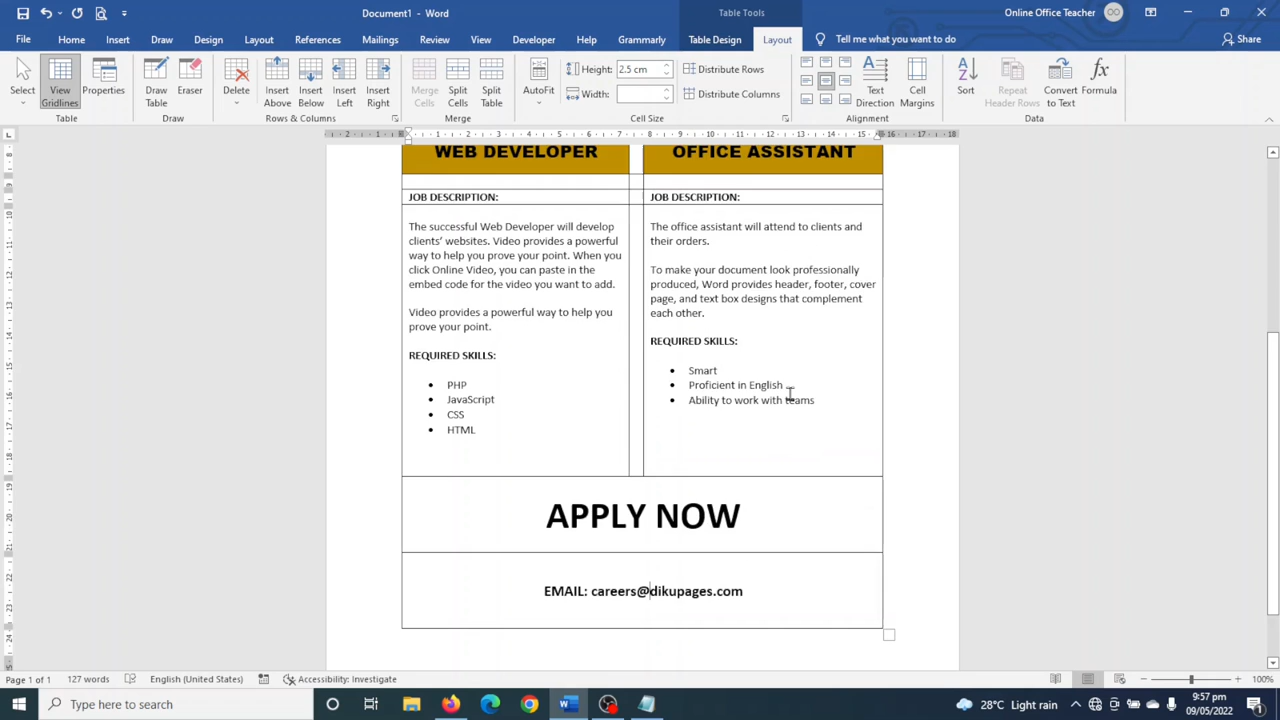 Document1 - Word
Table Tools
Online Office Teacher
File
Home
Insert
Draw
Design
Layout
References
Mailings
Review
View
Developer
Help
Grammarly
Table Design
Layout
Tell me what you want to do
Share
Select
View Gridlines
Properties
Draw Table
Eraser
Delete
Insert Above
Insert Below
Insert Left
Insert Right
Merge Cells
Split Cells
Split Table
AutoFit
Height: 2.5 cm
Width:
Distribute Rows
Distribute Columns
Text Direction
Cell Margins
Sort
Repeat Header Rows
Convert to Text
Formula
Table
Draw
Rows & Columns
Merge
Cell Size
Alignment
Data
WEB DEVELOPER
JOB DESCRIPTION:
The successful Web Developer will develop
clients' websites. Video provides a powerful
way to help you prove your point. When you
click Online Video, you can paste in the
embed code for the video you want to add.
Video provides a powerful way to help you
prove your point.
REQUIRED SKILLS:
• PHP
• JavaScript
• CSS
• HTML
OFFICE ASSISTANT
JOB DESCRIPTION:
The office assistant will attend to clients and
their orders.
To make your document look professionally
produced, Word provides header, footer, cover
page, and text box designs that complement
each other.
REQUIRED SKILLS:
• Smart
• Proficient in English
• Ability to work with teams
APPLY NOW
EMAIL: careers@dikupages.com
Page 1 of 1
127 words
English (United States)
Accessibility: Investigate
100%
Type here to search
28°C Light rain
9:57 pm
09/05/2022